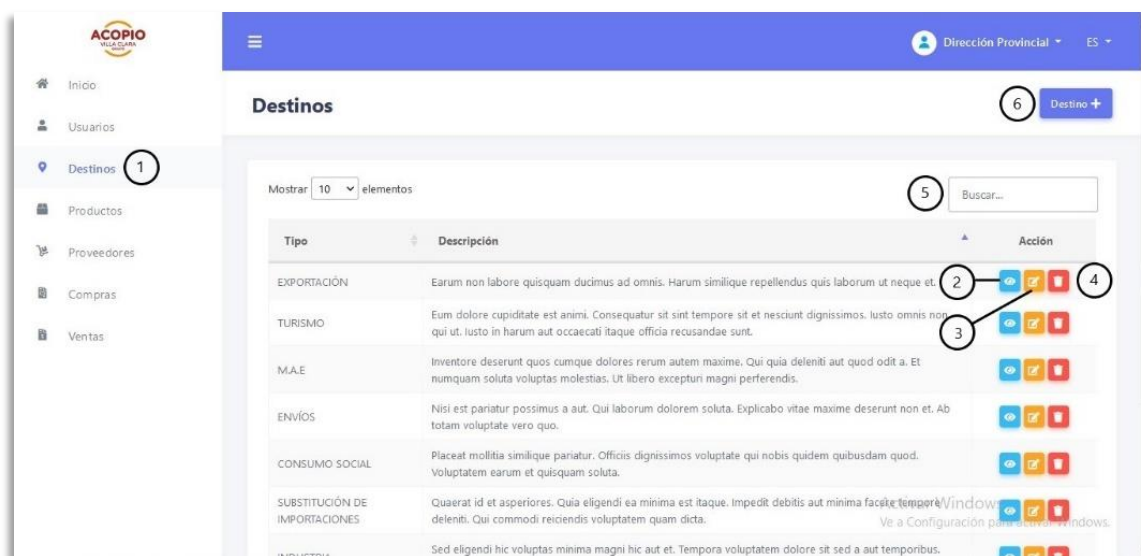 ACOPIO
VILLA CLARA
Dirección Provincial ES
Inicio
Usuarios
Destinos 1
Productos
Proveedores
Compras
Ventas
Destinos
6 Destino +
Mostrar 10 elementos
5 Buscar...
Tipo Descripción Acción
EXPORTACIÓN Earum non labore quisquam ducimus ad omnis. Harum similique repellendus quis laborum ut neque et. 2 4
TURISMO Eum dolore cupiditate est animi. Consequatur sit sint tempore sit et nesciunt dignissimos. Iusto omnis non
qui ut. Iusto in harum aut occaecati itaque officia recusandae sunt. 3
M.A.E Inventore deserunt quos cumque dolores rerum autem maxime. Qui quia deleniti aut quod odit a. Et
numquam soluta voluptas molestias. Ut libero excepturi magni perferendis.
ENVÍOS Nisi est pariatur possimus a aut. Qui laborum dolorem soluta. Explicabo vitae maxime deserunt non et. Ab
totam voluptate vero quo.
CONSUMO SOCIAL Placeat mollitia similique pariatur. Officiis dignissimos voluptate qui nobis quidem quibusdam quod.
Voluptatem earum et quisquam soluta.
SUBSTITUCIÓN DE
IMPORTACIONES
Quaerat id et asperiores. Quia eligendi ea minima est itaque. Impedit debitis aut minima facere tempore
deleniti. Qui commodi reiciendis voluptatem quam dicta.
Activar Windows
Ve a Configuración para activar Windows.
INDUSTRIA Sed eligendi hic voluptas minima magni hic aut et. Tempora voluptatem dolore sit sed a aut temporibus.